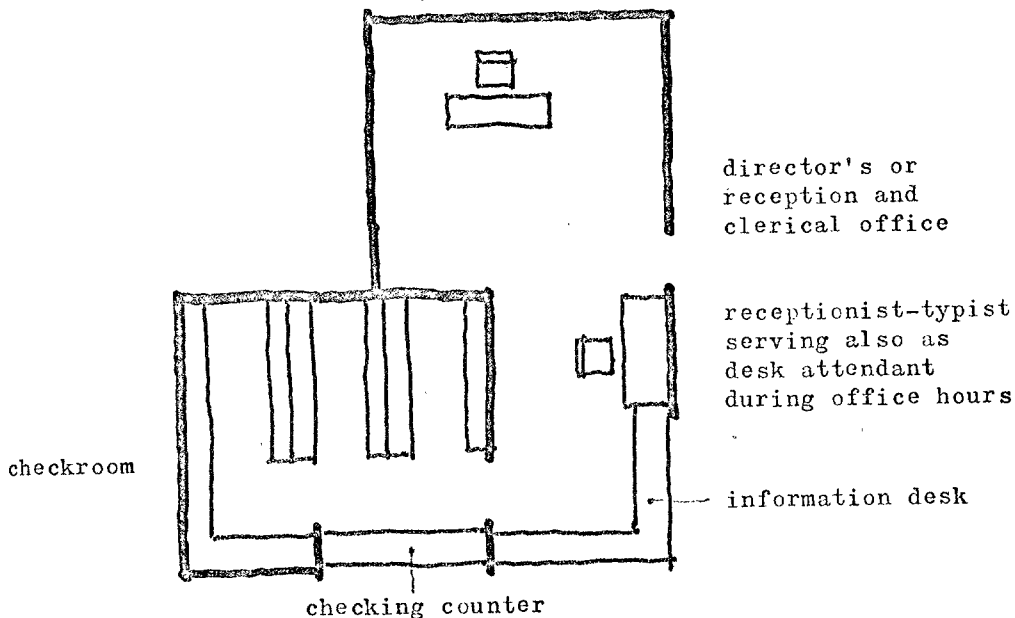 director's or
reception and
clerical office
receptionist-typist
serving also as
desk attendant
during office hours
checkroom
information desk
checking counter